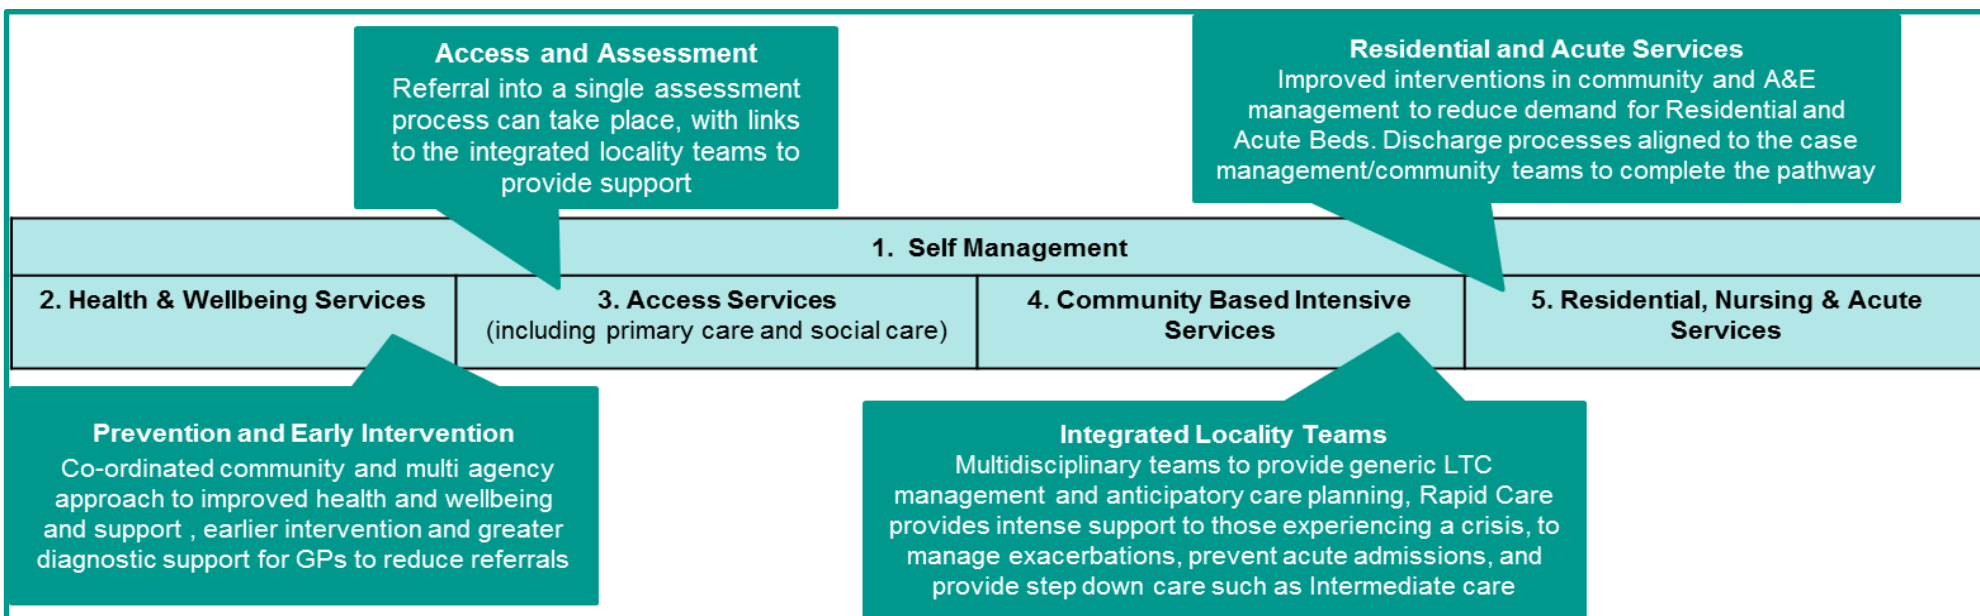 Access and Assessment
Referral into a single assessment
process can take place, with links
to the integrated locality teams to
provide support
Residential and Acute Services
Improved interventions in community and A&E
management to reduce demand for Residential and
Acute Beds. Discharge processes aligned to the case
management/community teams to complete the pathway
1. Self Management
2. Health & Wellbeing Services
3. Access Services
(including primary care and social care)
4. Community Based Intensive
Services
5. Residential, Nursing & Acute
Services
Prevention and Early Intervention
Co-ordinated community and multi agency
approach to improved health and wellbeing
and support , earlier intervention and greater
diagnostic support for GPs to reduce referrals
Integrated Locality Teams
Multidisciplinary teams to provide generic LTC
management and anticipatory care planning, Rapid Care
provides intense support to those experiencing a crisis, to
manage exacerbations, prevent acute admissions, and
provide step down care such as Intermediate care